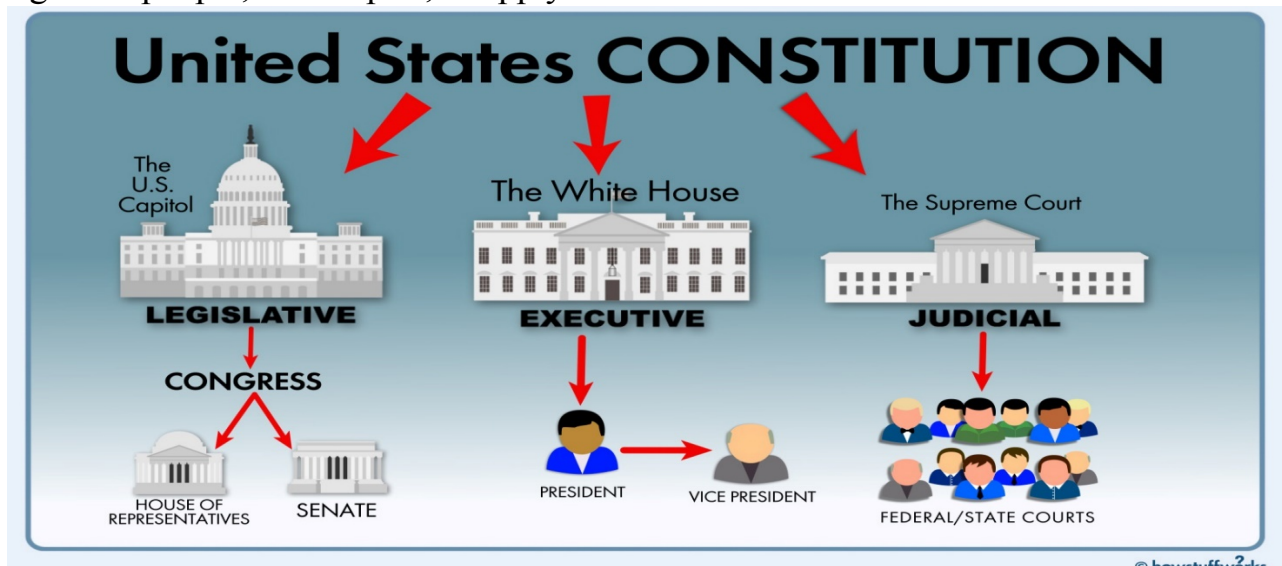 United States CONSTITUTION
The
U.S.
Capitol
The White House
The Supreme Court
LEGISLATIVE
EXECUTIVE
JUDICIAL
CONGRESS
HOUSE OF
REPRESENTATIVES
SENATE
PRESIDENT
VICE PRESIDENT
FEDERAL/STATE COURTS